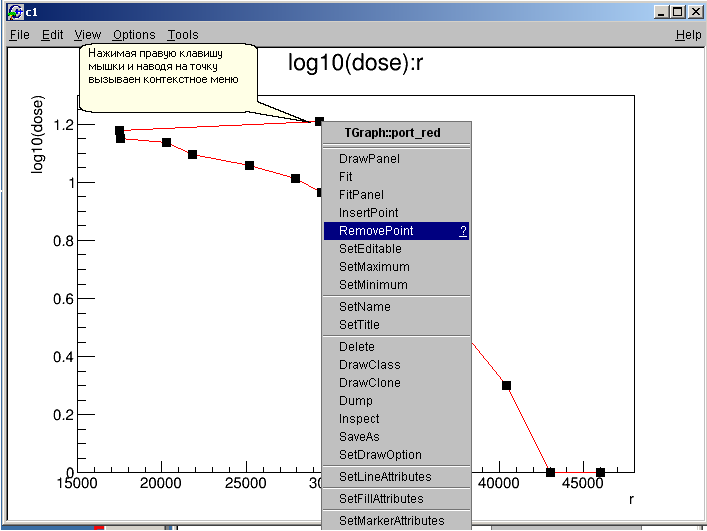 c1
File Edit View Options Tools Help
Нажимая правую клавишу
мышки и наводя на точку
вызываен контекстное меню
log10(dose):r
log10(dose)
1.2
1
0.8
0.6
0.4
0.2
0
TGraph::port_red
DrawPanel
Fit
FitPanel
InsertPoint
RemovePoint ?
SetEditable
SetMaximum
SetMinimum
SetName
SetTitle
Delete
DrawClass
DrawClone
Dump
Inspect
SaveAs
SetDrawOption
SetLineAttributes
SetFillAttributes
SetMarkerAttributes
15000 20000 25000 40000 45000
r